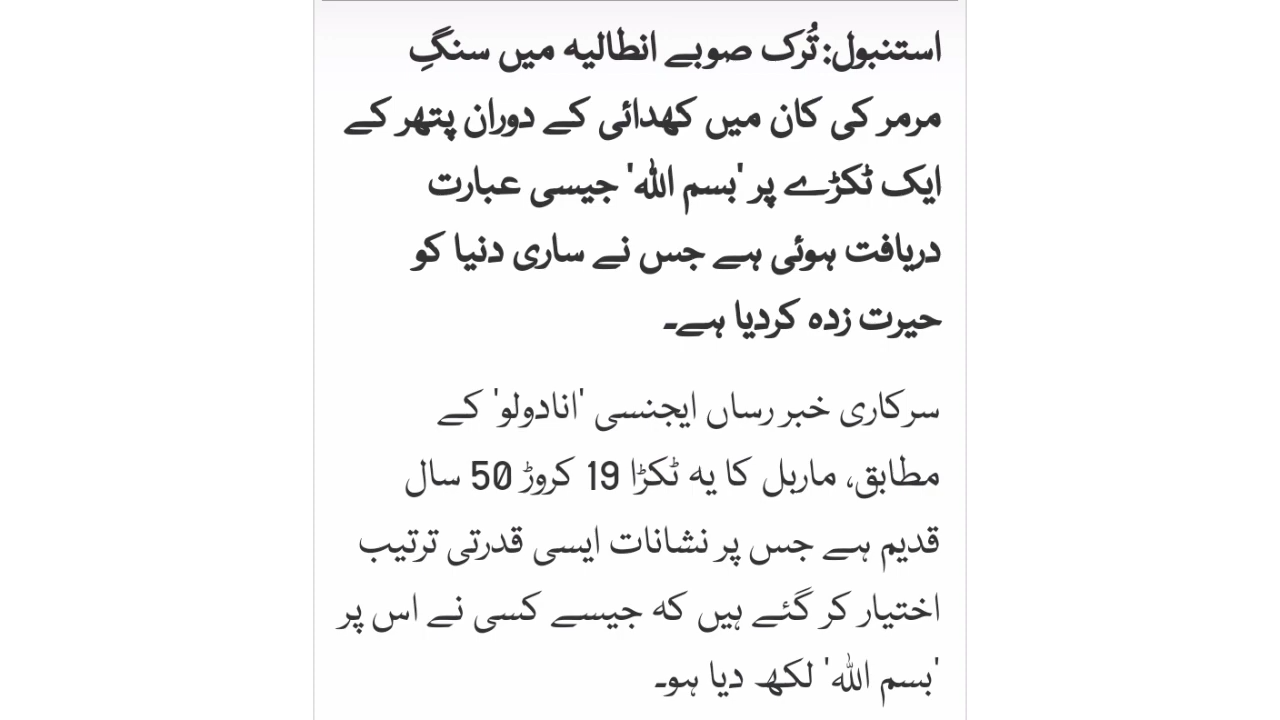 استنبول: تُرک صوبے انطالیہ میں سنگِ
مرمر کی کان میں کھدائی کے دوران پتھر کے
ایک ٹکڑے پر 'بسم اللہ' جیسی عبارت
دریافت ہوئی ہے جس نے ساری دنیا کو
حیرت زدہ کردیا ہے۔
سرکاری خبر رساں ایجنسی 'انادولو' کے
مطابق، ماربل کا یہ ٹکڑا 19 کروڑ 50 سال
قدیم ہے جس پر نشانات ایسی قدرتی ترتیب
اختیار کر گئے ہیں کہ جیسے کسی نے اس پر
'بسم اللہ' لکھ دیا ہو۔